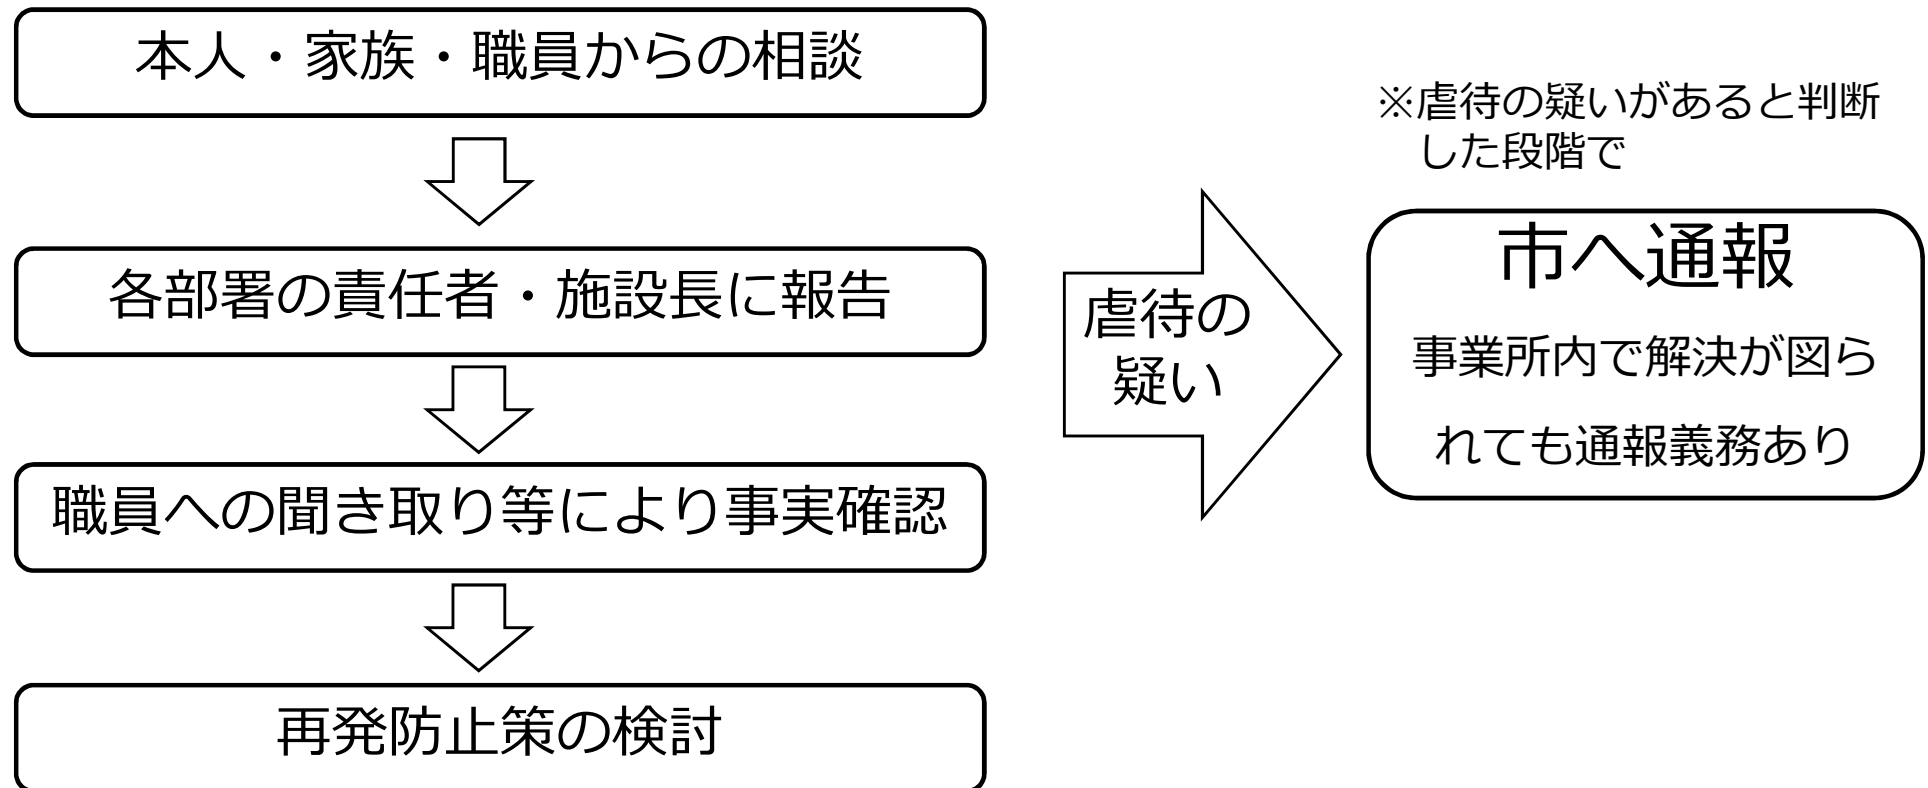 本人・家族・職員からの相談
各部署の責任者・施設長に報告
職員への聞き取り等により事実確認
再発防止策の検討
虐待の
疑い
※虐待の疑いがあると判断
した段階で
市へ通報
事業所内で解決が図ら
れても通報義務あり